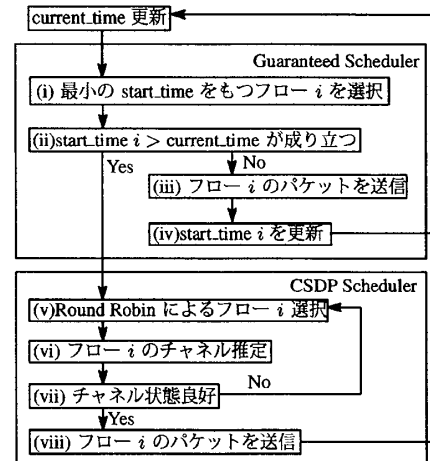 current_time 更新
Guaranteed Scheduler
(i) 最小の start_time をもつフロー i を選択
(ii)start_time i > current_time が成り立つ
Yes
No
(iii) フロー i のパケットを送信
(iv)start_time i を更新
CSDP Scheduler
(v)Round Robin によるフロー i 選択
(vi) フロー i のチャネル推定
(vii) チャネル状態良好
No
Yes
(viii) フロー i のパケットを送信